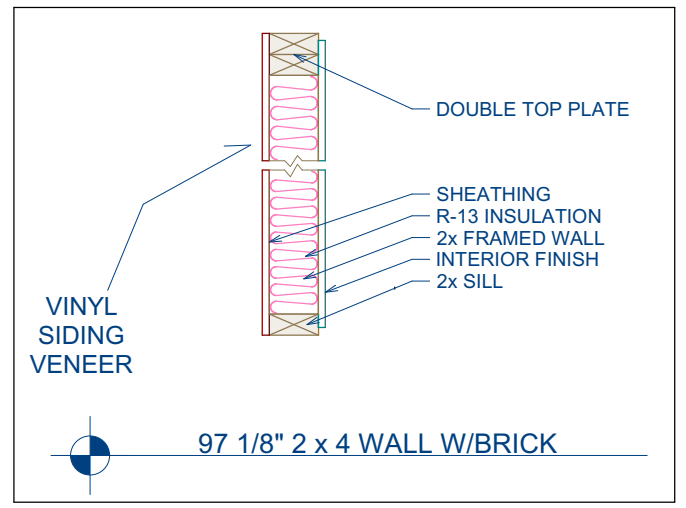 DOUBLE TOP PLATE
SHEATHING
R-13 INSULATION
2x FRAMED WALL
INTERIOR FINISH
2x SILL
VINYL
SIDING
VENEER
97 1/8" 2 x 4 WALL W/BRICK